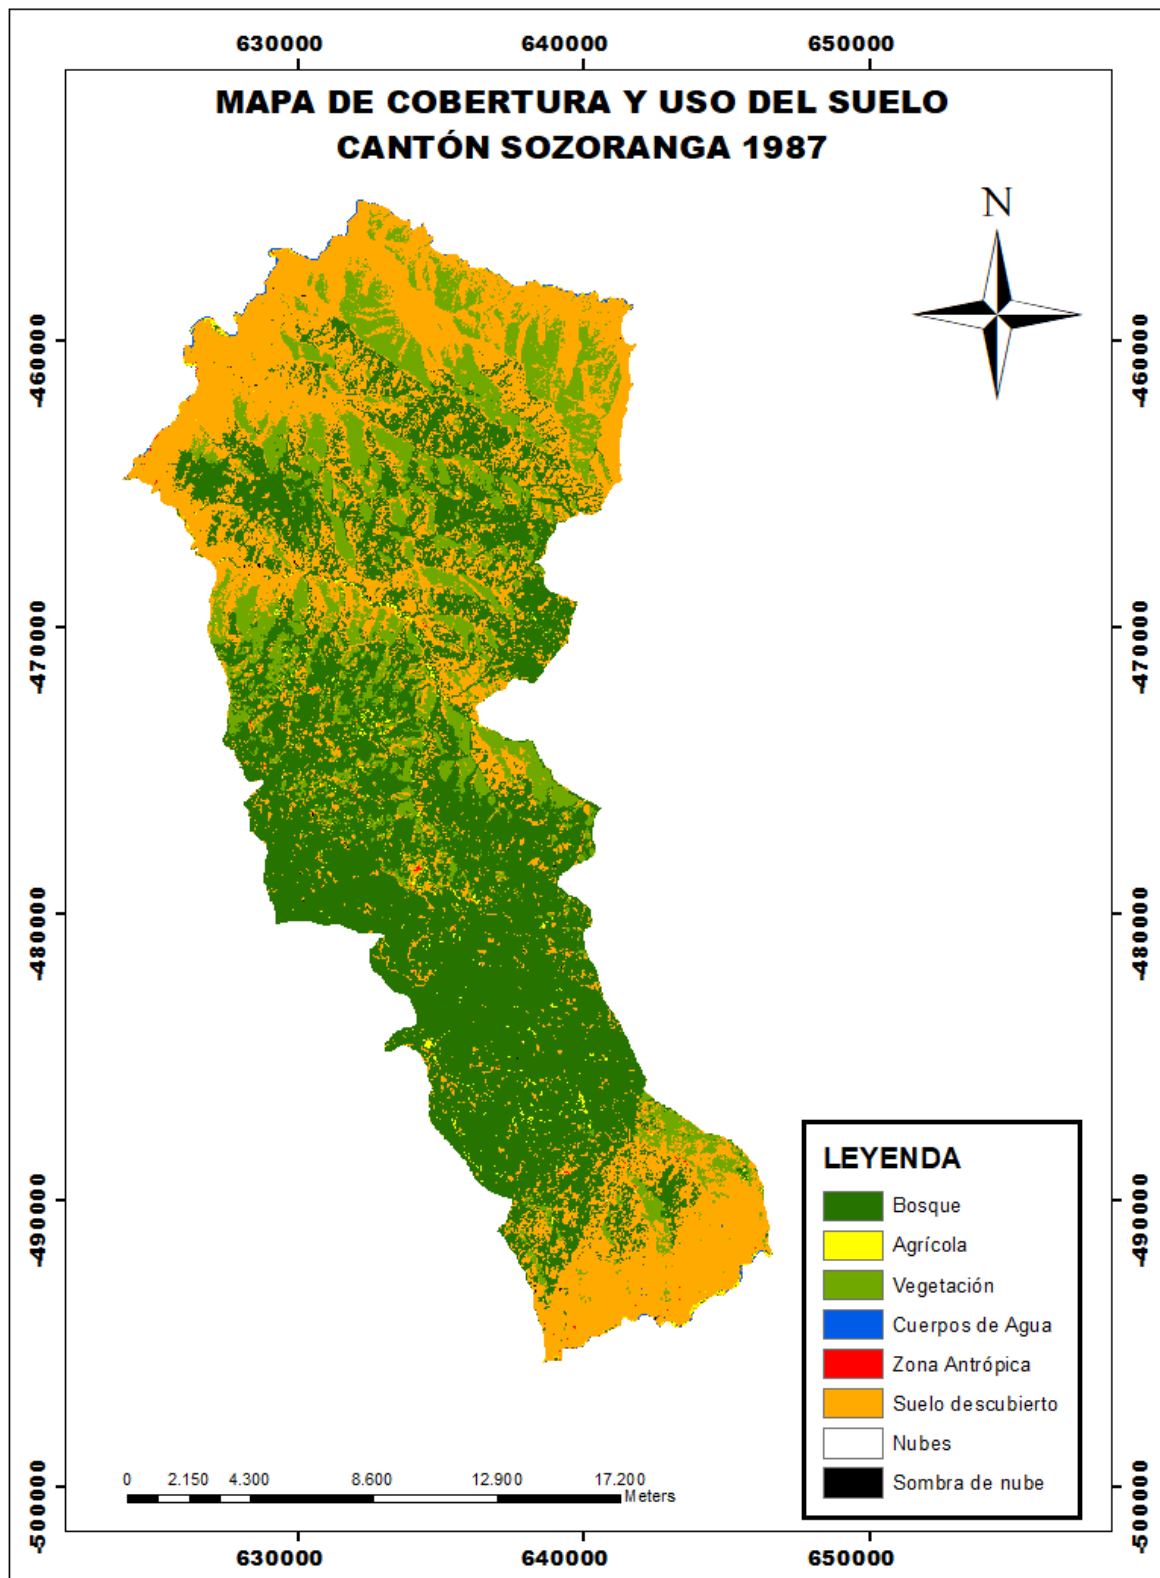 630000 640000 650000
MAPA DE COBERTURA Y USO DEL SUELO
CANTÓN SOZORANGA 1987
N
-460000 -460000
-470000 -470000
-480000 -480000
-490000 -490000
-500000 -500000
LEYENDA
Bosque
Agrícola
Vegetación
Cuerpos de Agua
Zona Antrópica
Suelo descubierto
Nubes
Sombra de nube
0 2.150 4.300 8.600 12.900 17.200
Meters
630000 640000 650000